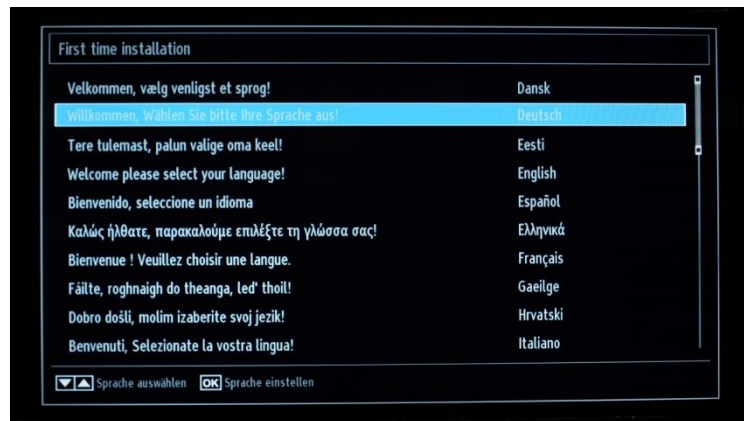 First time installation
Velkommen, vælg venligst et sprog! Dansk
Willkommen, Wählen Sie bitte Ihre Sprache aus! Deutsch
Tere tulemast, palun valige oma keel! Eesti
Welcome please select your language! English
Bienvenido, seleccione un idioma Español
Καλώς ήλθατε, παρακαλούμε επιλέξτε τη γλώσσα σας! Ελληνικά
Bienvenue ! Veuillez choisir une langue. Français
Fáilte, roghnaigh do theanga, led' thoil! Gaeilge
Dobro došli, molim izaberite svoj jezik! Hrvatski
Benvenuti, Selezionate la vostra lingua! Italiano
Sprache auswählen OK Sprache einstellen